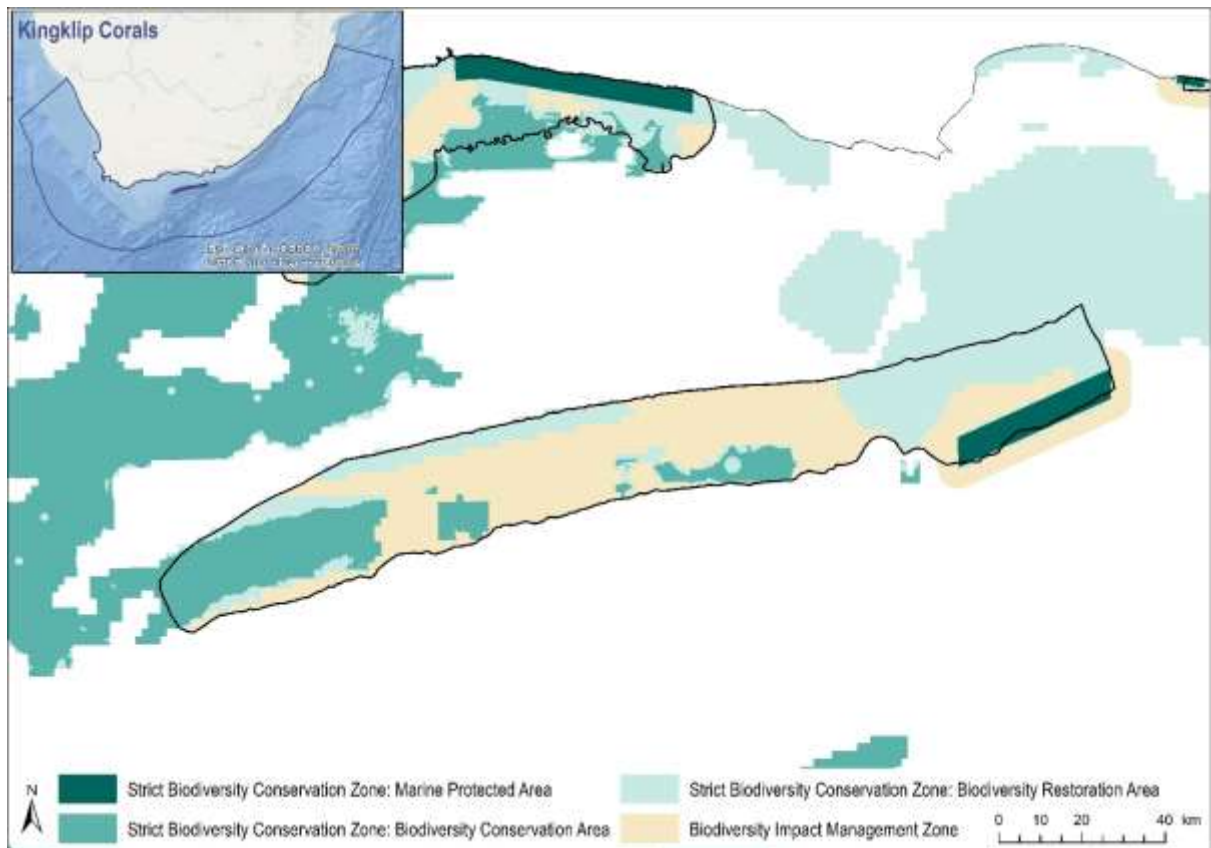 Kingklip Corals
N
Strict Biodiversity Conservation Zone: Marine Protected Area
Strict Biodiversity Conservation Zone: Biodiversity Conservation Area
Strict Biodiversity Conservation Zone: Biodiversity Restoration Area
Biodiversity Impact Management Zone
0 10 20 40 km